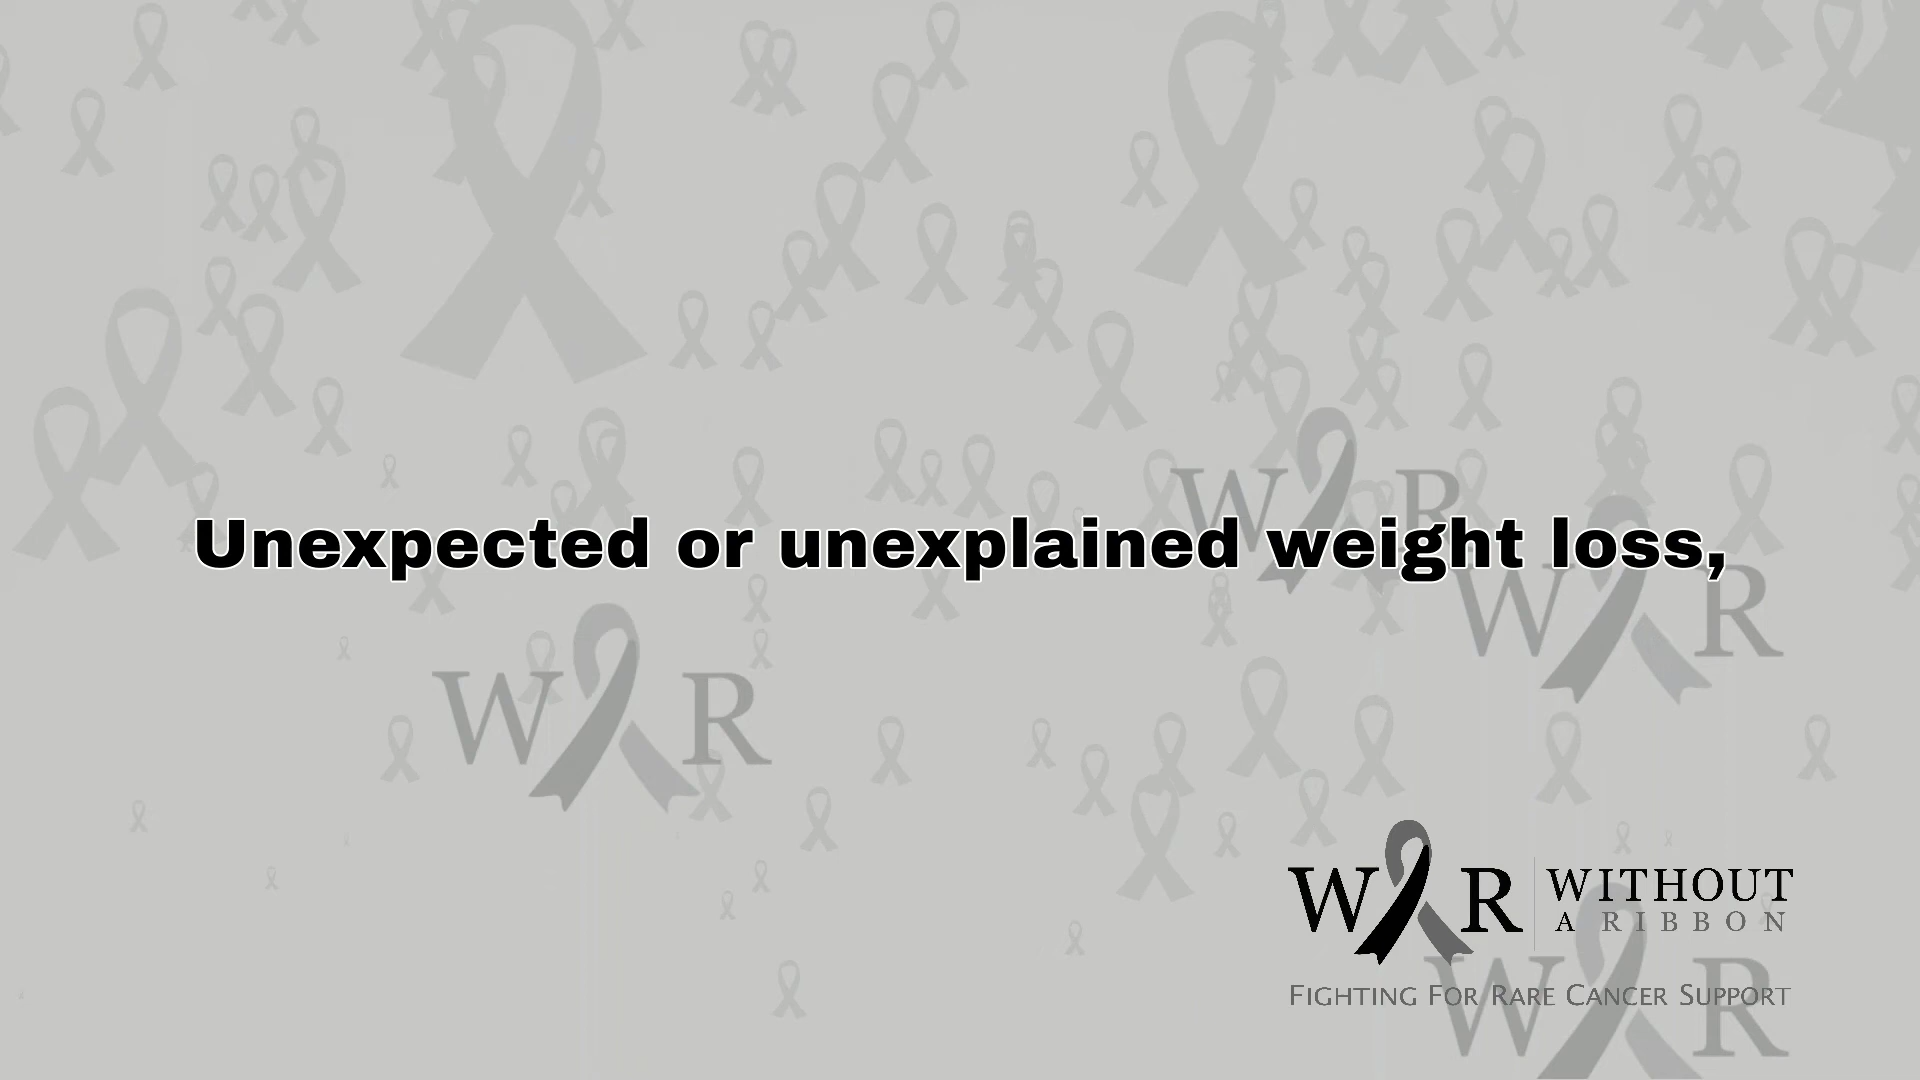 W R
Unexpected or unexplained weight loss,
W R
W R
W R WITHOUT
A RIBBON
W R
FIGHTING FOR RARE CANCER SUPPORT